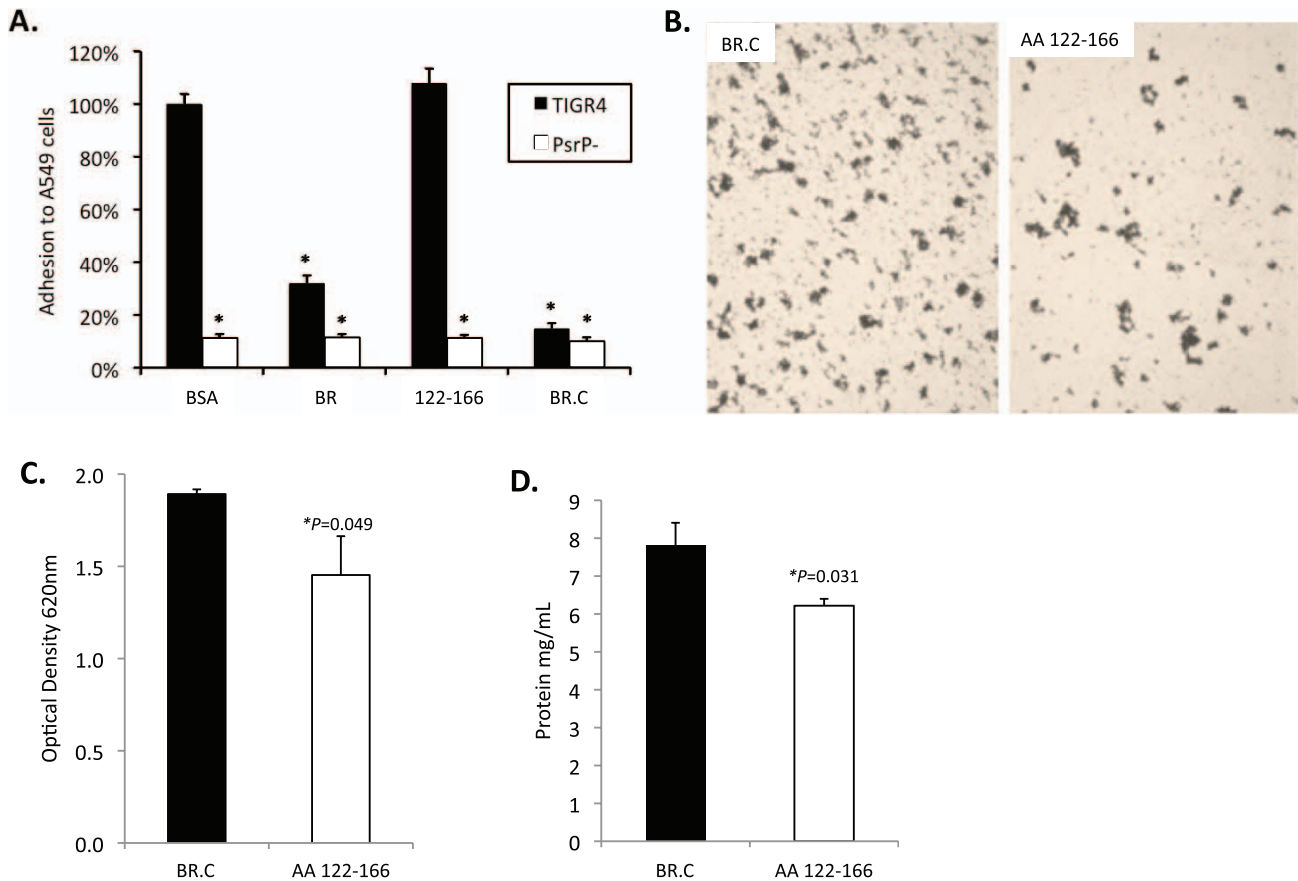 A.
120%
100%
80%
60%
40%
20%
0%
Adhesion to A549 cells
TIGR4
PsrP-
*
*
*
*
*
*
BSA
BR
122-166
BR.C
B.
BR.C
AA 122-166
C.
2.0
1.5
1.0
0.5
0.0
Optical Density 620nm
*P=0.049
BR.C
AA 122-166
D.
9
8
7
6
5
4
3
2
1
0
Protein mg/mL
*P=0.031
BR.C
AA 122-166